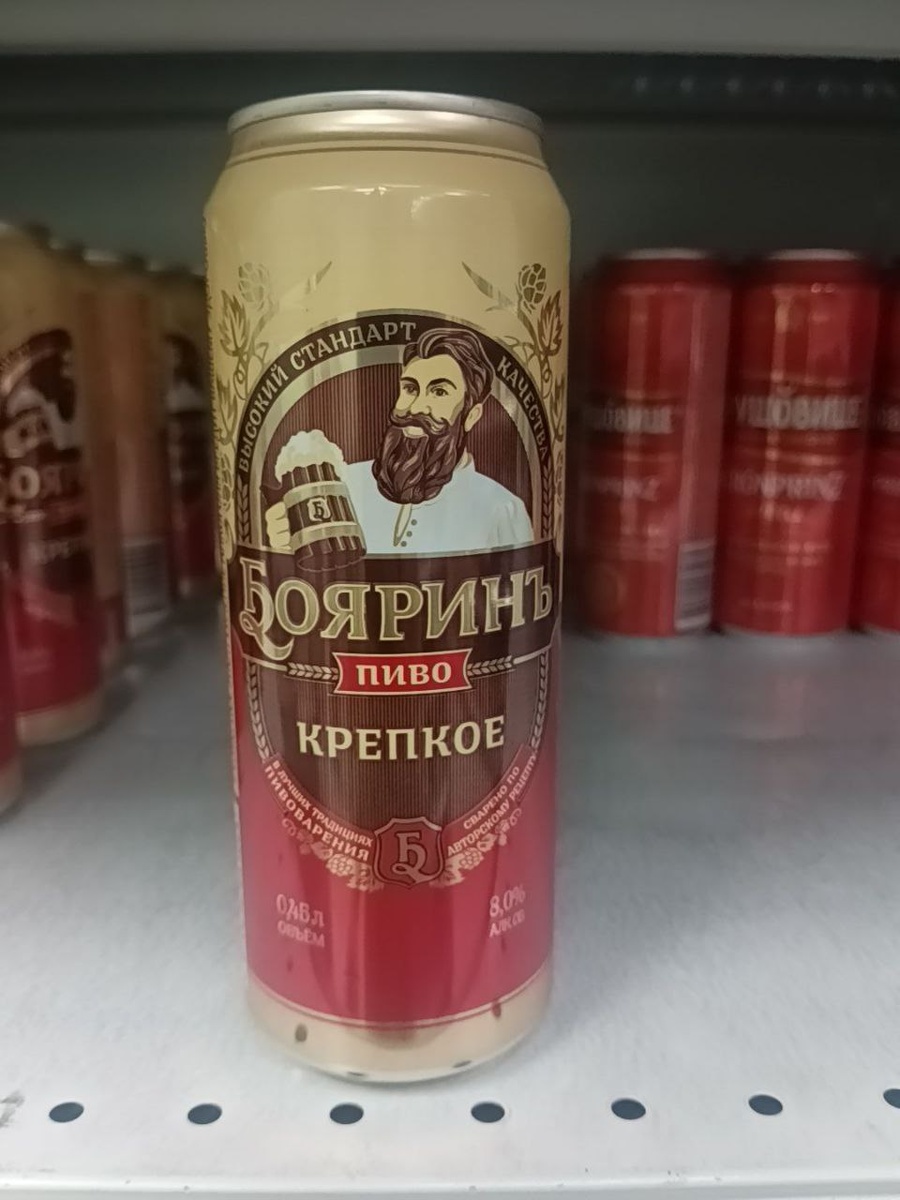 ВЫСОКИЙ СТАНДАРТ КАЧЕСТВА
Б
БОЯРИНЪ
ПИВО
КРЕПКОЕ
В ЛУЧШИХ ТРАДИЦИЯХ
ПИВОВАРЕНИЯ
СВАРЕНО ПО
АВТОРСКОМУ РЕЦЕПТУ
Б
0,45 л
ОБЪЕМ
8,0%
АЛК. ОБ.